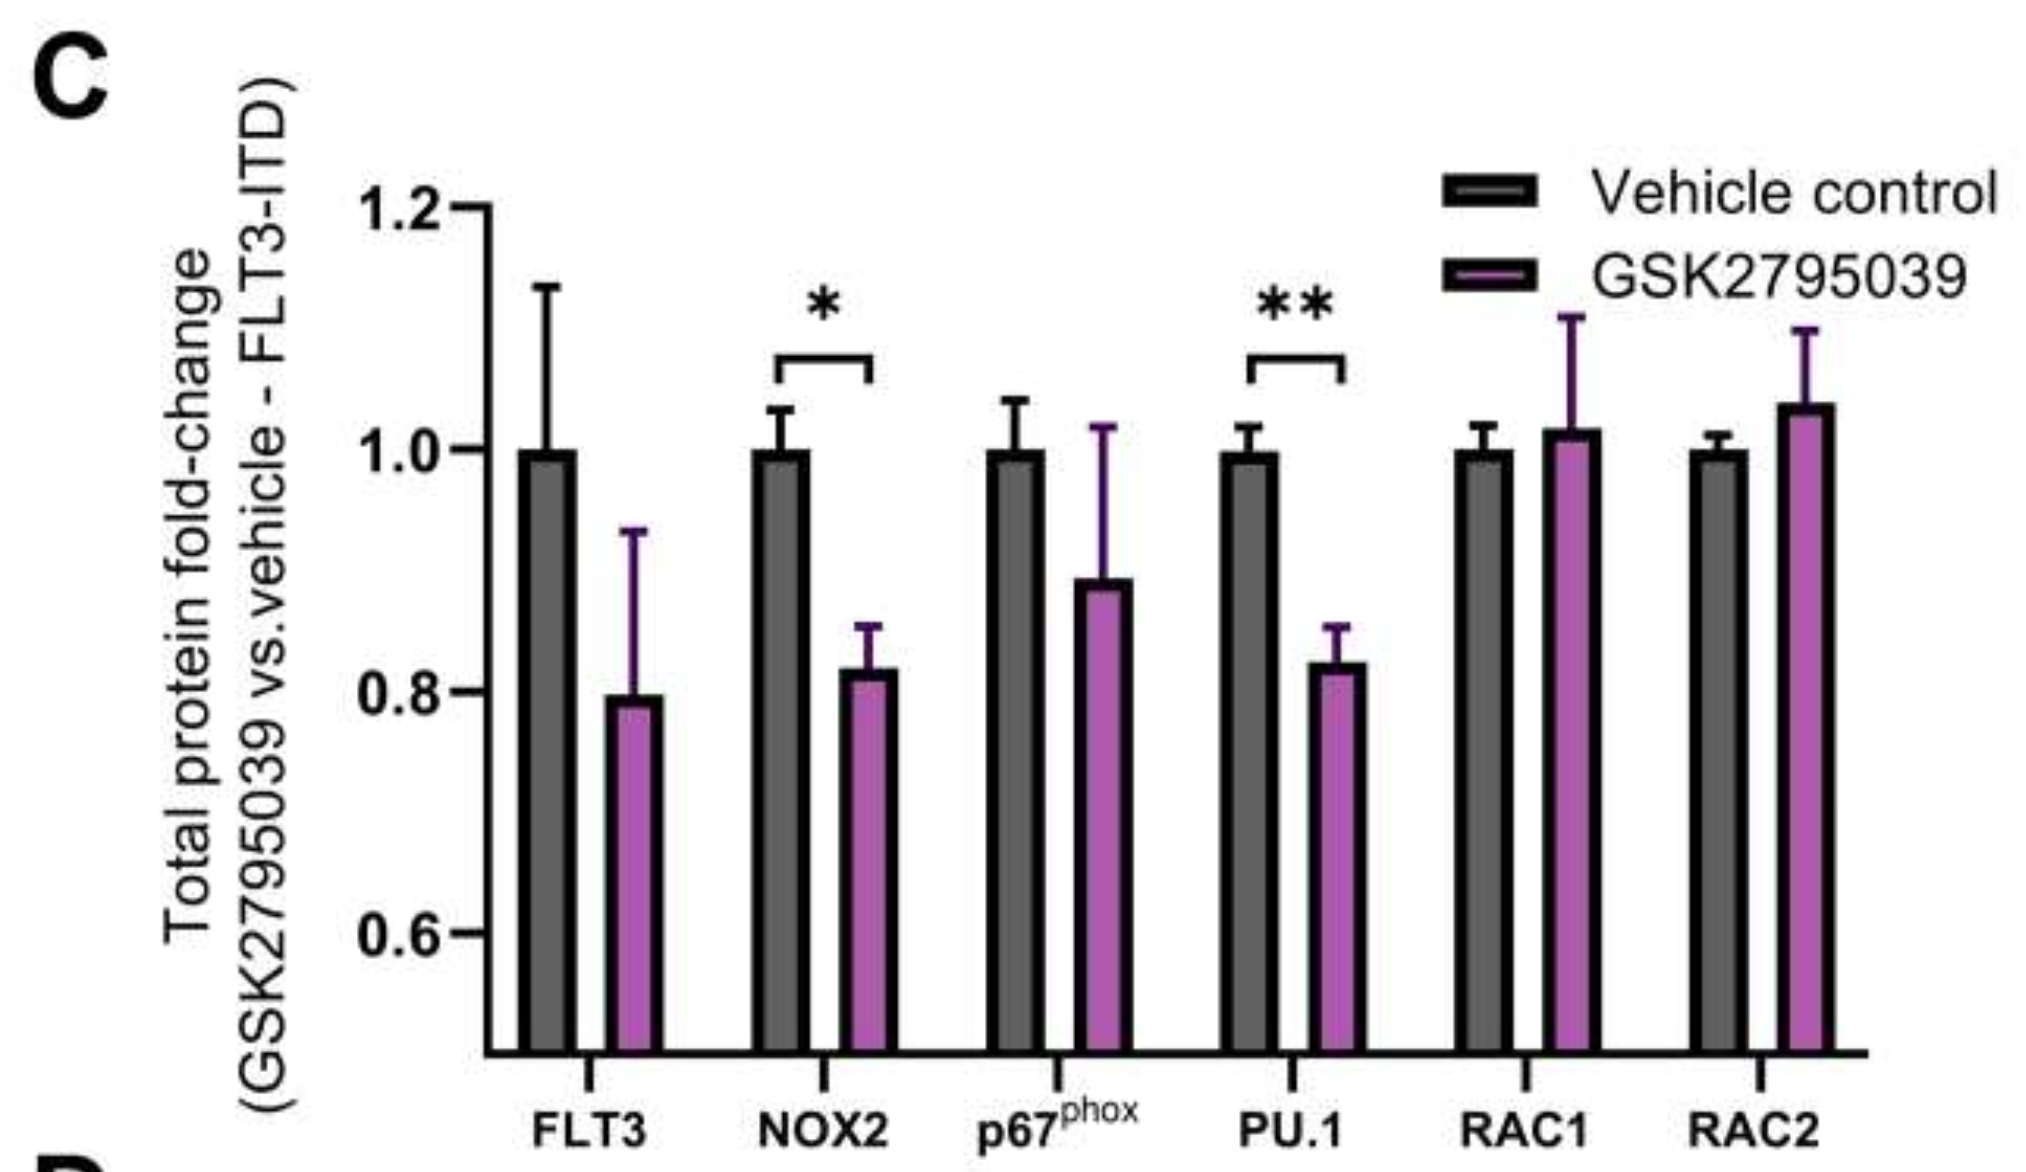 C
Total protein fold-change
(GSK2795039 vs.vehicle - FLT3-ITD)
1.2
1.0
0.8
0.6
*
**
Vehicle control
GSK2795039
FLT3 NOX2 p67phox PU.1 RAC1 RAC2